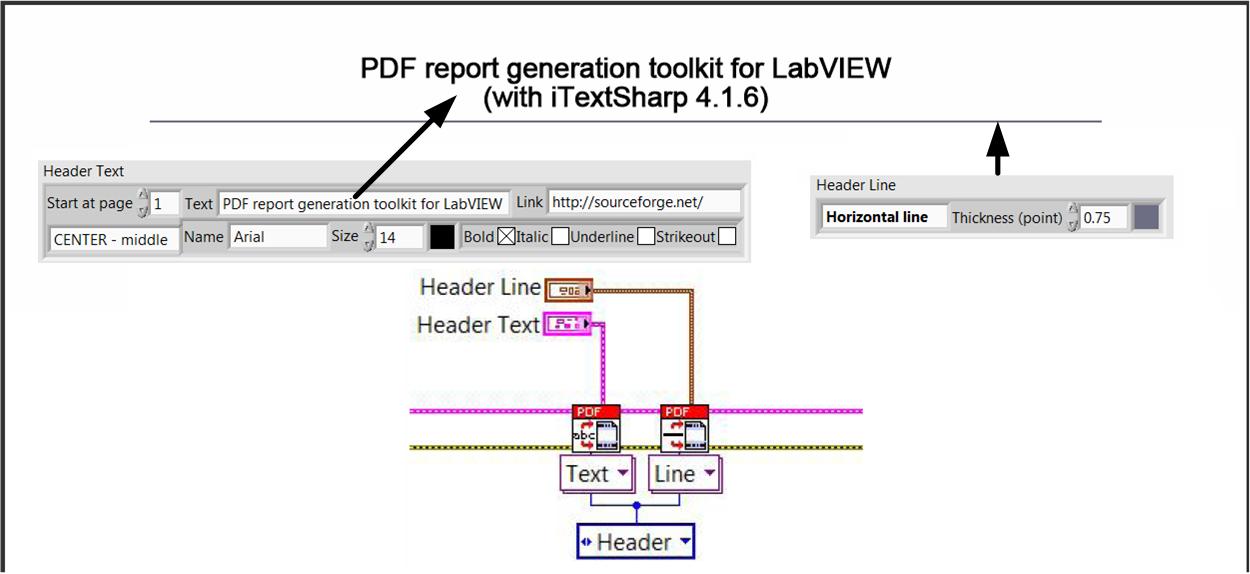 PDF report generation toolkit for LabVIEW
(with iTextSharp 4.1.6)
Header Text
Start at page 1 Text PDF report generation toolkit for LabVIEW Link http://sourceforge.net/
CENTER - middle Name Arial Size 14 Bold Italic Underline Strikeout
Header Line
Horizontal line Thickness (point) 0.75
Header Line
Header Text
PDF PDF
abc
Text Line
Header